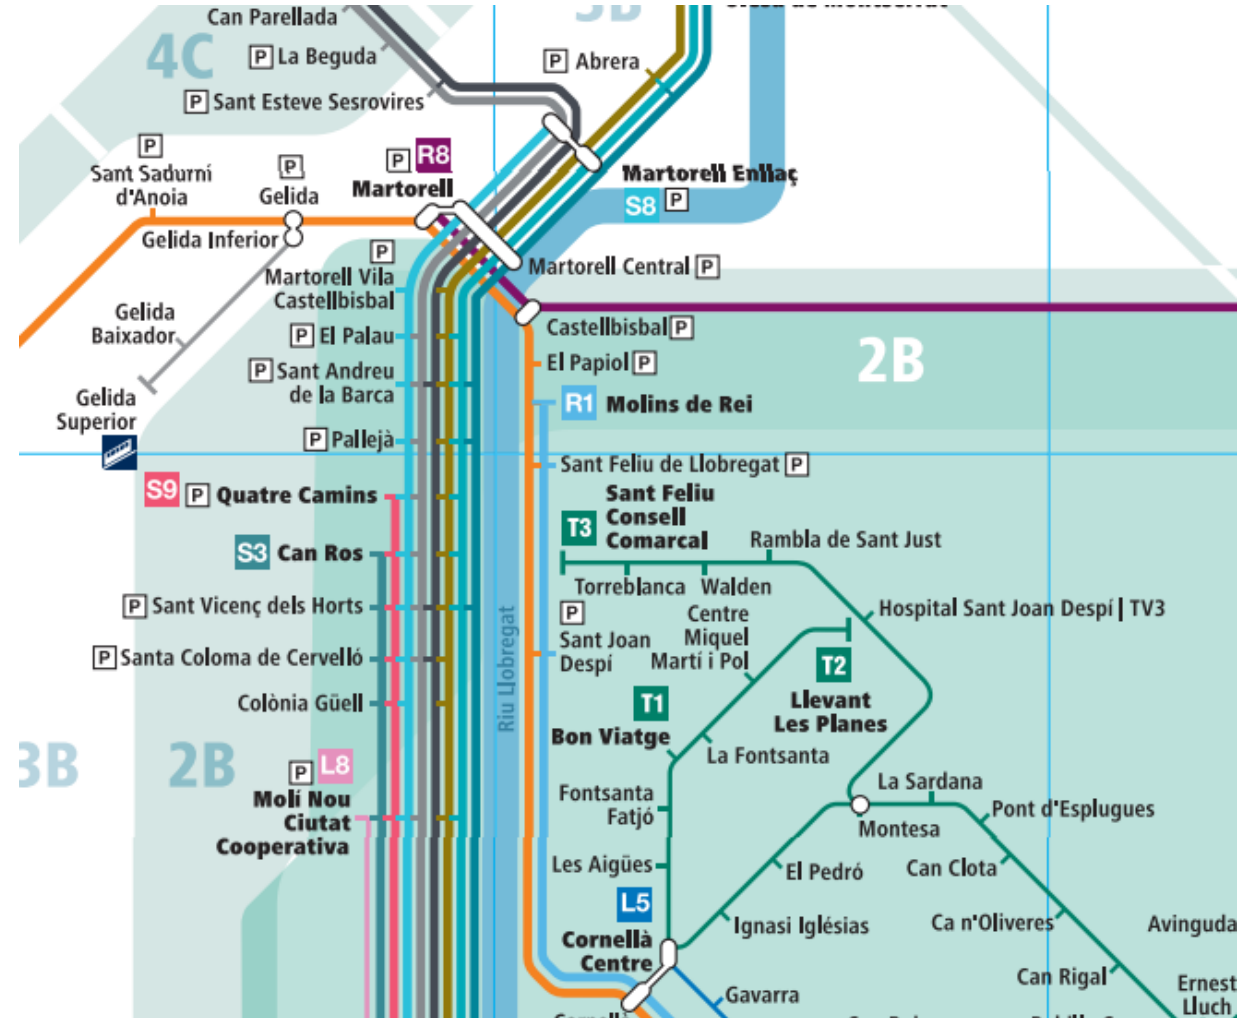 Can Parellada
4C
P La Beguda
P Abrera
P Sant Esteve Sesrovires
P
Sant Sadurní
d'Anoia
P
Gelida
P R8
Martorell
Martorell Enllaç
S8 P
Gelida Inferior
P
Martorell Vila
Castellbisbal
Martorell Central P
Gelida
Baixador
P El Palau
Castellbisbal P
El Papiol P
2B
P Sant Andreu
de la Barca
Gelida
Superior
R1 Molins de Rei
P Pallejà
Sant Feliu de Llobregat P
S9 P Quatre Camins
T3 Sant Feliu
Consell
Comarcal
Rambla de Sant Just
S3 Can Ros
Torreblanca
Walden
P Sant Vicenç dels Horts
P
Sant Joan
Despí
Centre
Miquel
Martí i Pol
Hospital Sant Joan Despí | TV3
P Santa Coloma de Cervelló
Riu Llobregat
T2
Llevant
Les Planes
Colònia Güell
T1
Bon Viatge
La Fontsanta
3B
2B
P L8
Molí Nou
Ciutat
Cooperativa
Fontsanta
Fatjó
La Sardana
Pont d'Esplugues
Montesa
Les Aigües
El Pedró
Can Clota
L5
Cornellà
Centre
Ignasi Iglésias
Ca n'Oliveres
Avinguda
Can Rigal
Ernest
Lluch
Gavarra